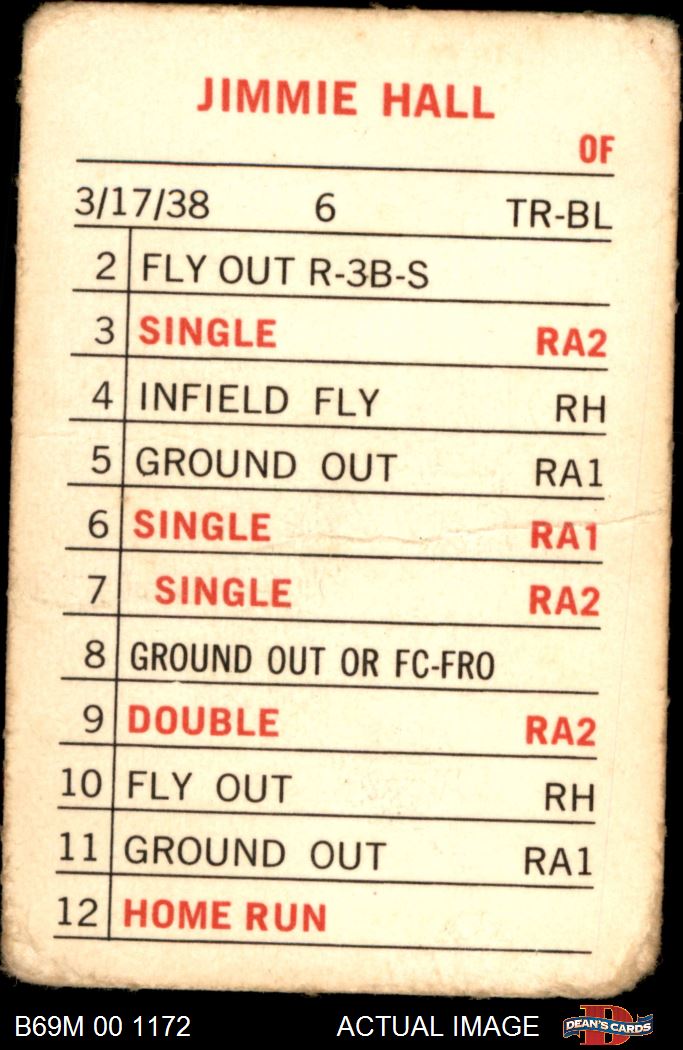 JIMMIE HALL
OF
3/17/38 6 TR-BL
2 FLY OUT R-3B-S
3 SINGLE RA2
4 INFIELD FLY RH
5 GROUND OUT RA1
6 SINGLE RA1
7 SINGLE RA2
8 GROUND OUT OR FC-FRO
9 DOUBLE RA2
10 FLY OUT RH
11 GROUND OUT RA1
12 HOME RUN
B69M 00 1172 ACTUAL IMAGE D DEAN'S CARDS